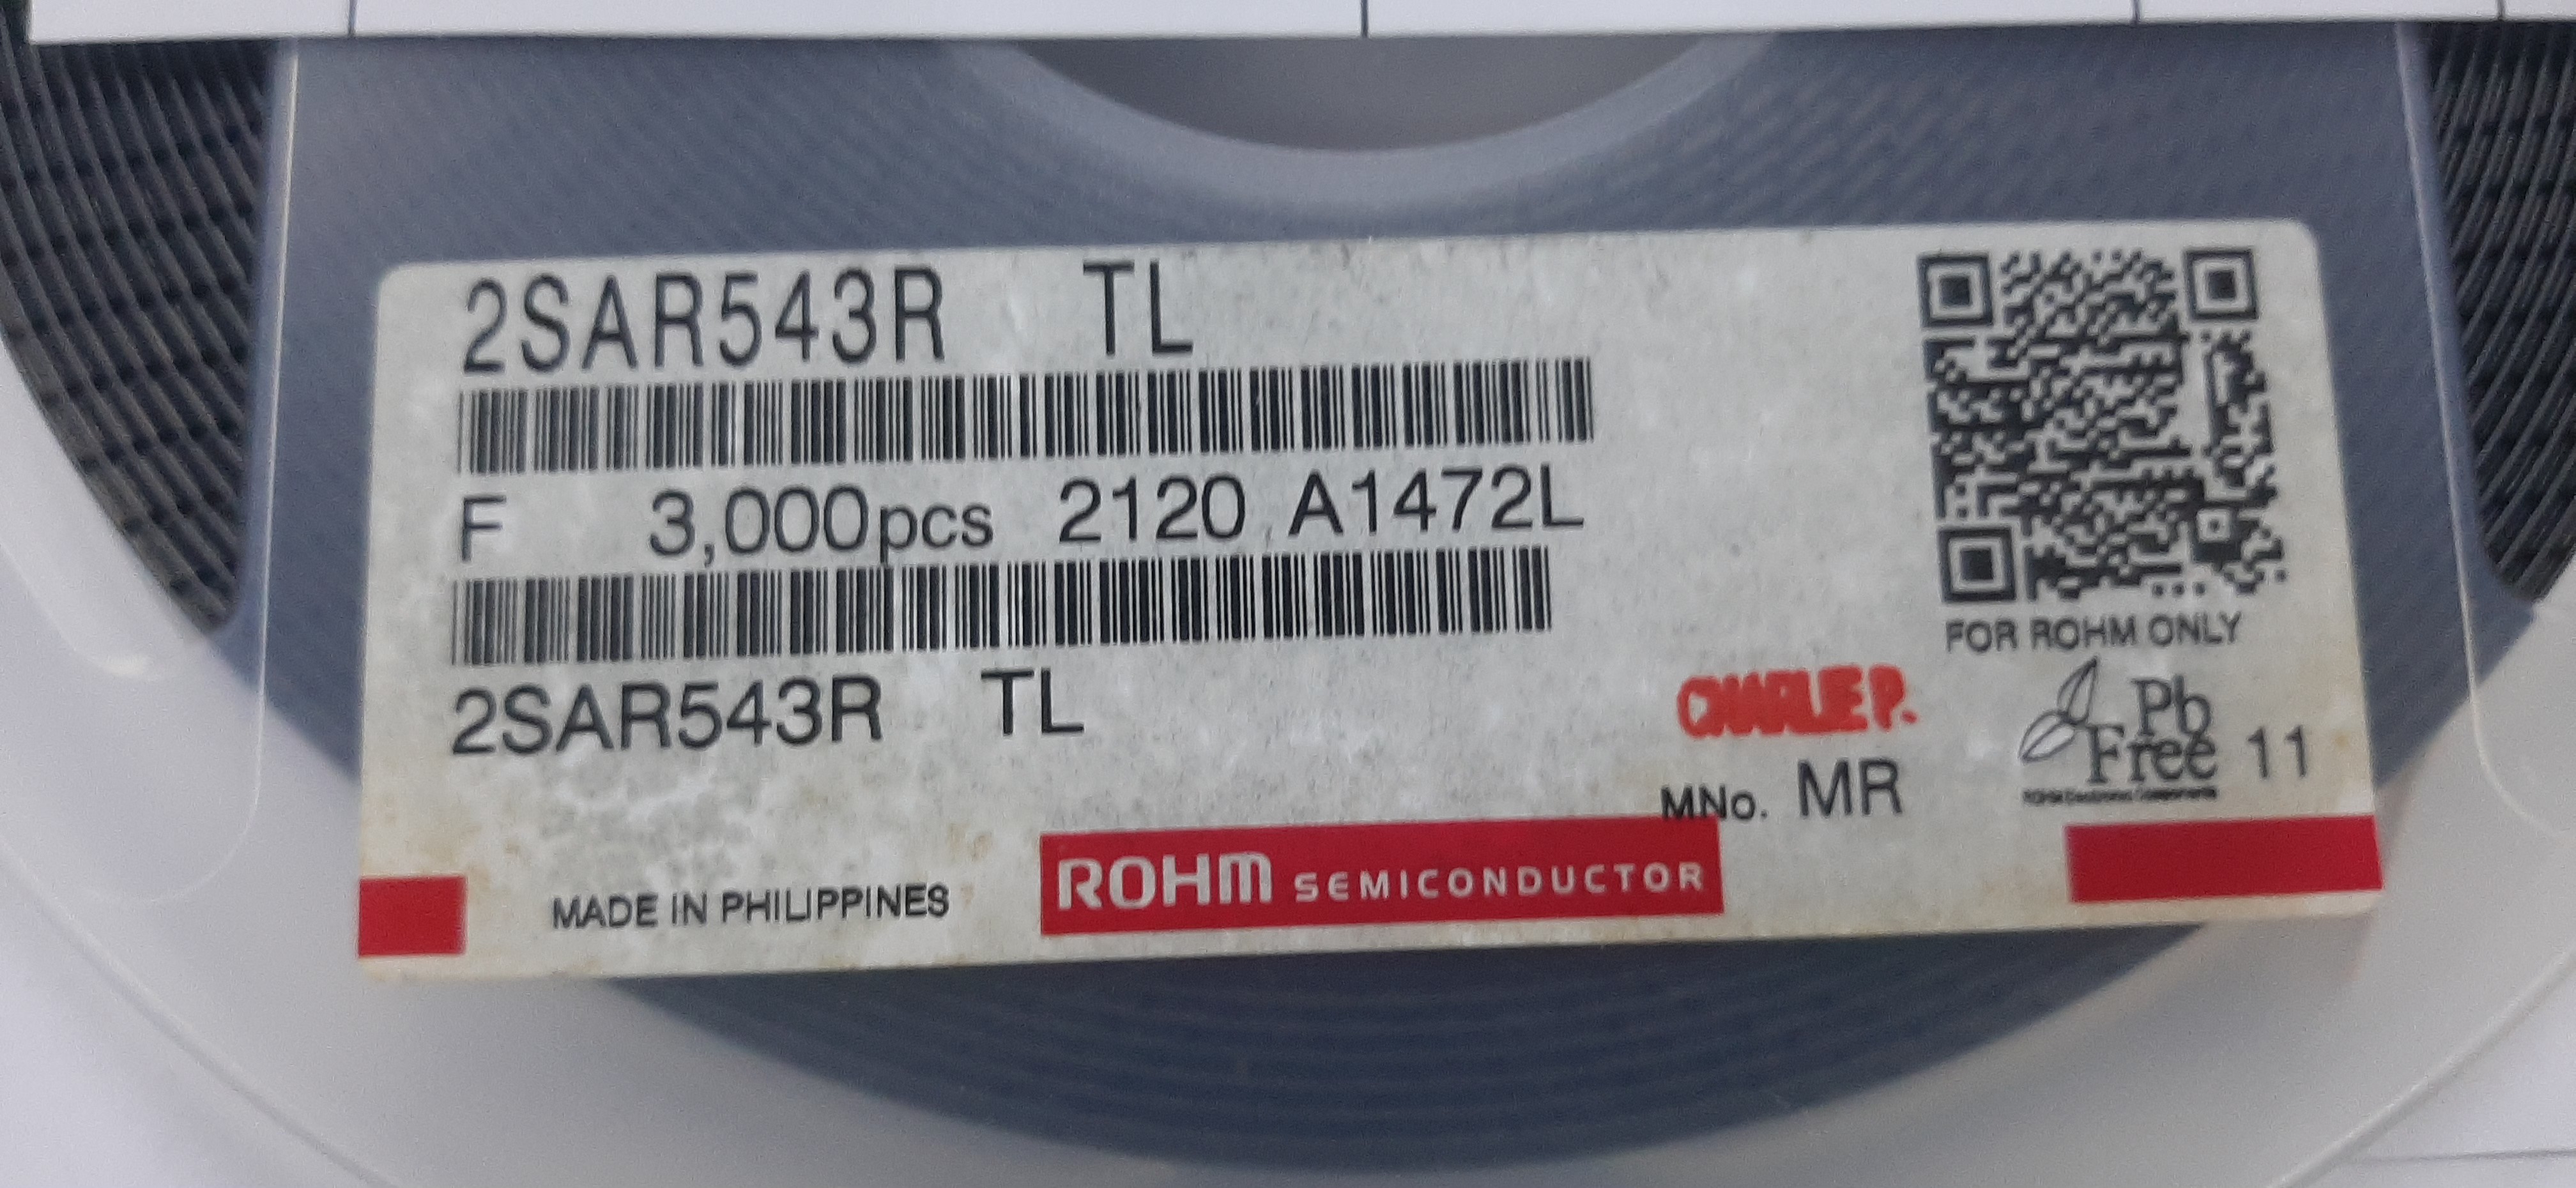 2SAR543R TL
F 3,000pcs 2120 A1472L
2SAR543R TL
FOR ROHM ONLY
CHARLIE P.
Pb
Free 11
MNo. MR
MADE IN PHILIPPINES
ROHM SEMICONDUCTOR